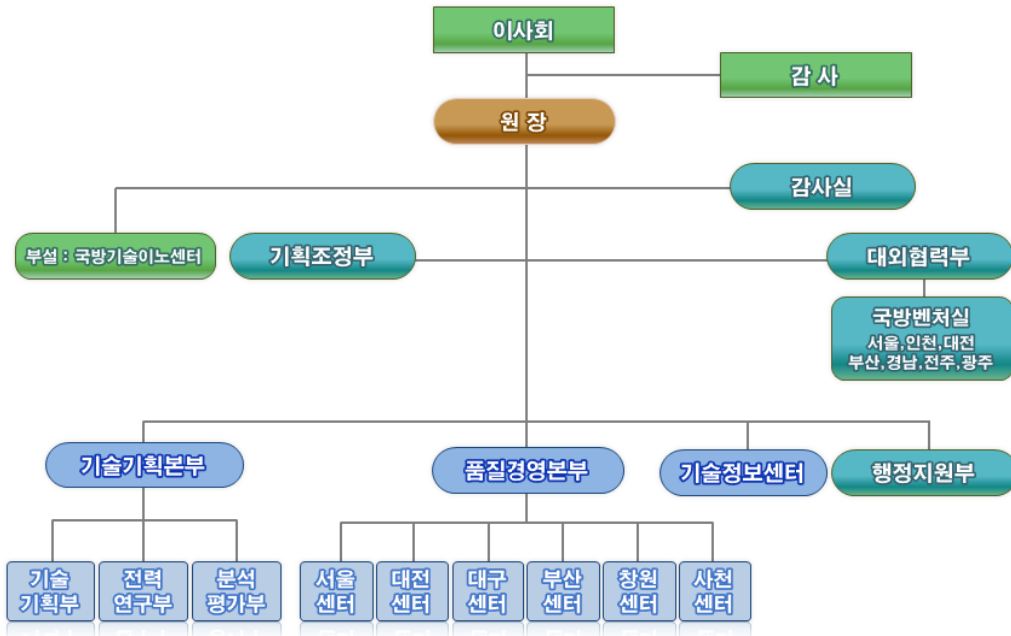 이사회
감 사
원 장
감사실
부설 : 국방기술이노센터
기획조정부
대외협력부
국방벤처실
서울,인천,대전
부산,경남,전주,광주
기술기획본부
품질경영본부
기술정보센터
행정지원부
기술
기획부
전력
연구부
분석
평가부
서울
센터
대전
센터
대구
센터
부산
센터
창원
센터
사천
센터